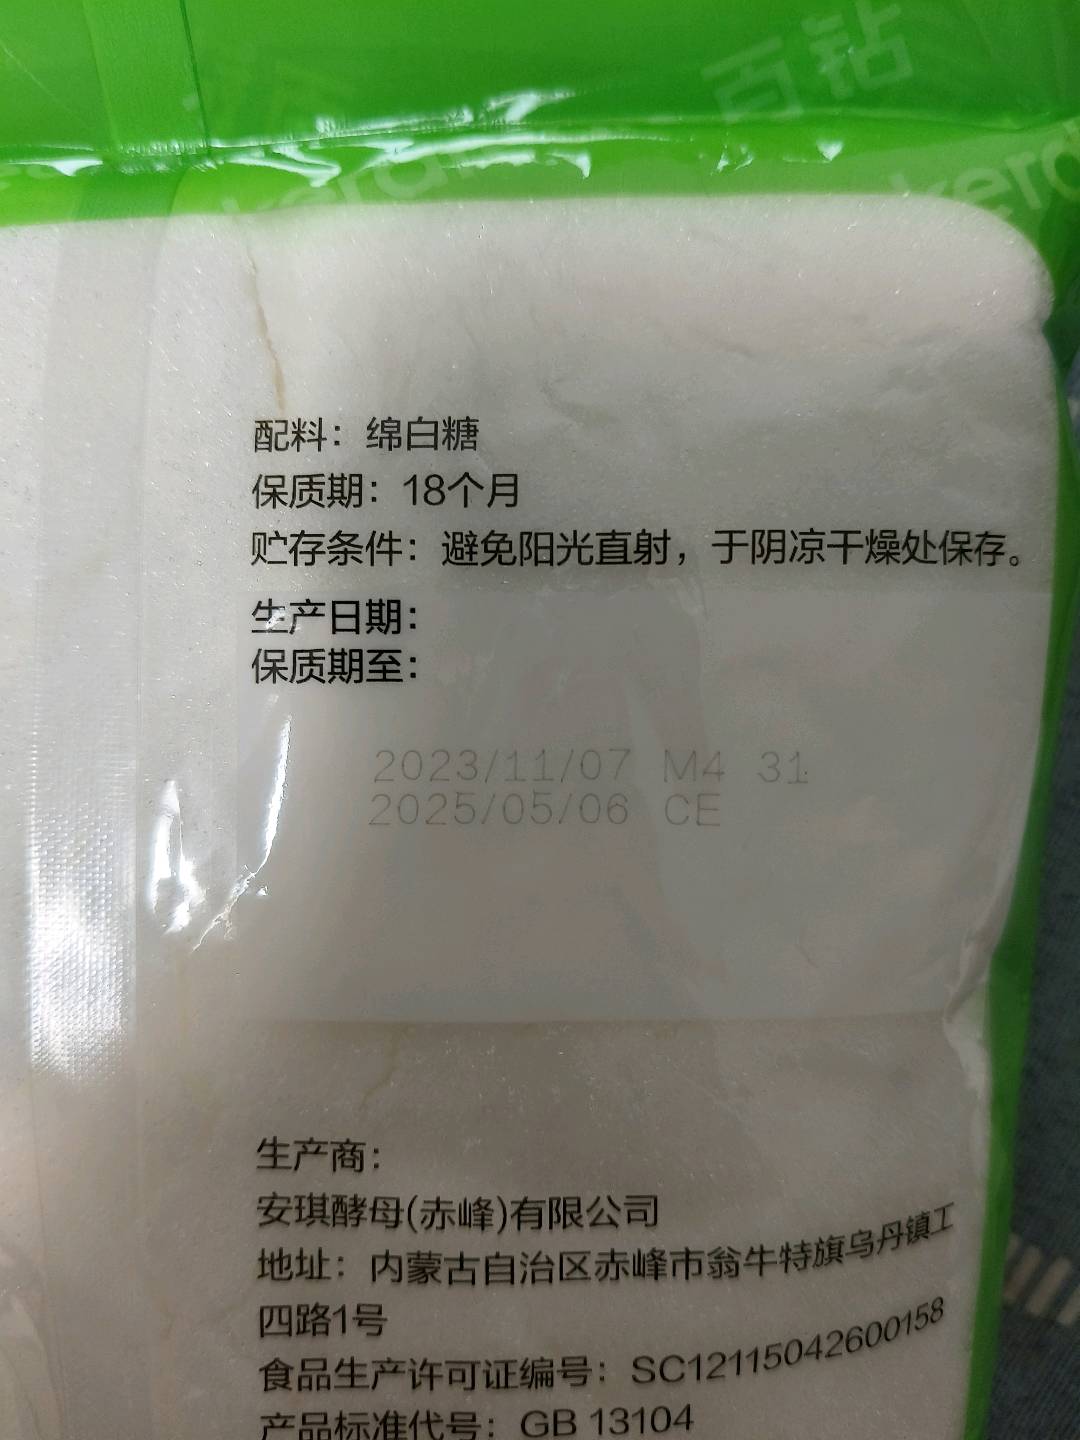 百钻
配料：绵白糖
保质期：18个月
贮存条件：避免阳光直射，于阴凉干燥处保存。
生产日期：
保质期至：
2023/11/07 M4 31
2025/05/06 CE
生产商：
安琪酵母(赤峰)有限公司
地址：内蒙古自治区赤峰市翁牛特旗乌丹镇工
四路1号
食品生产许可证编号：SC12115042600158
产品标准代号：GB 13104